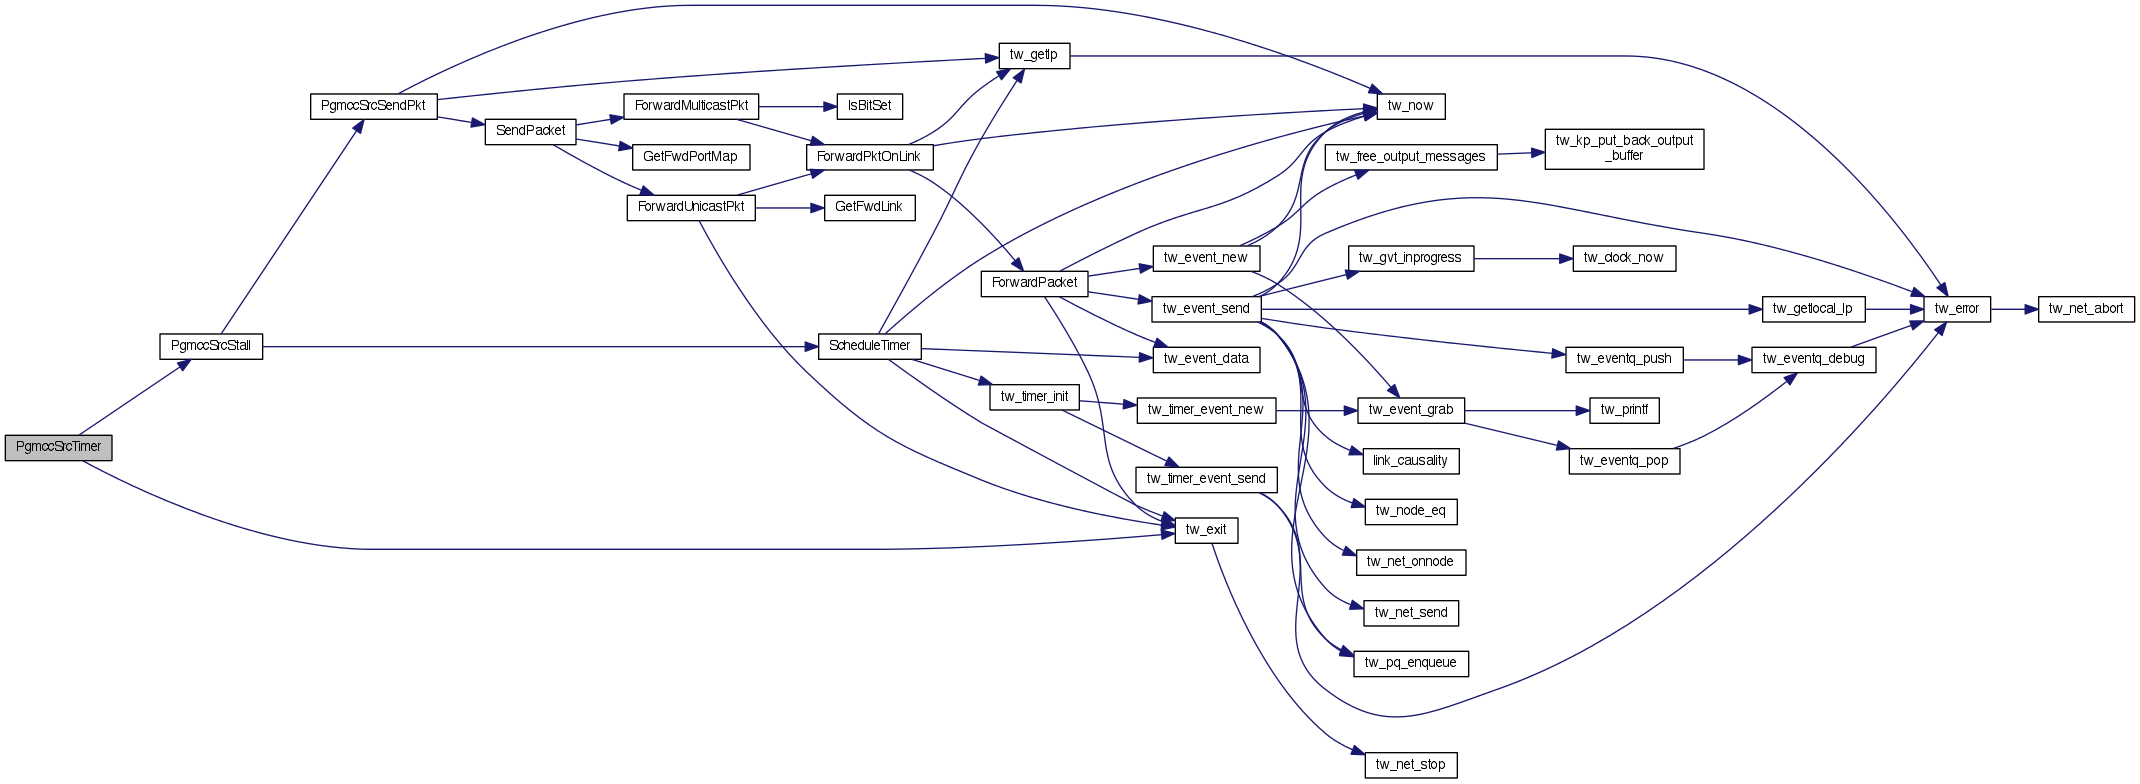 PgmccSrcTimer
PgmccSrcStall
PgmccSrcSendPkt
SendPacket
ForwardMulticastPkt
GetFwdPortMap
ForwardUnicastPkt
IsBitSet
ForwardPktOnLink
GetFwdLink
ScheduleTimer
tw_getlp
ForwardPacket
tw_timer_init
tw_event_new
tw_event_send
tw_event_data
tw_timer_event_new
tw_timer_event_send
tw_exit
tw_now
tw_free_output_messages
tw_gvt_inprogress
tw_event_grab
link_causality
tw_node_eq
tw_net_onnode
tw_net_send
tw_pq_enqueue
tw_net_stop
tw_kp_put_back_output
_buffer
tw_clock_now
tw_eventq_push
tw_printf
tw_eventq_pop
tw_getlocal_lp
tw_eventq_debug
tw_error
tw_net_abort